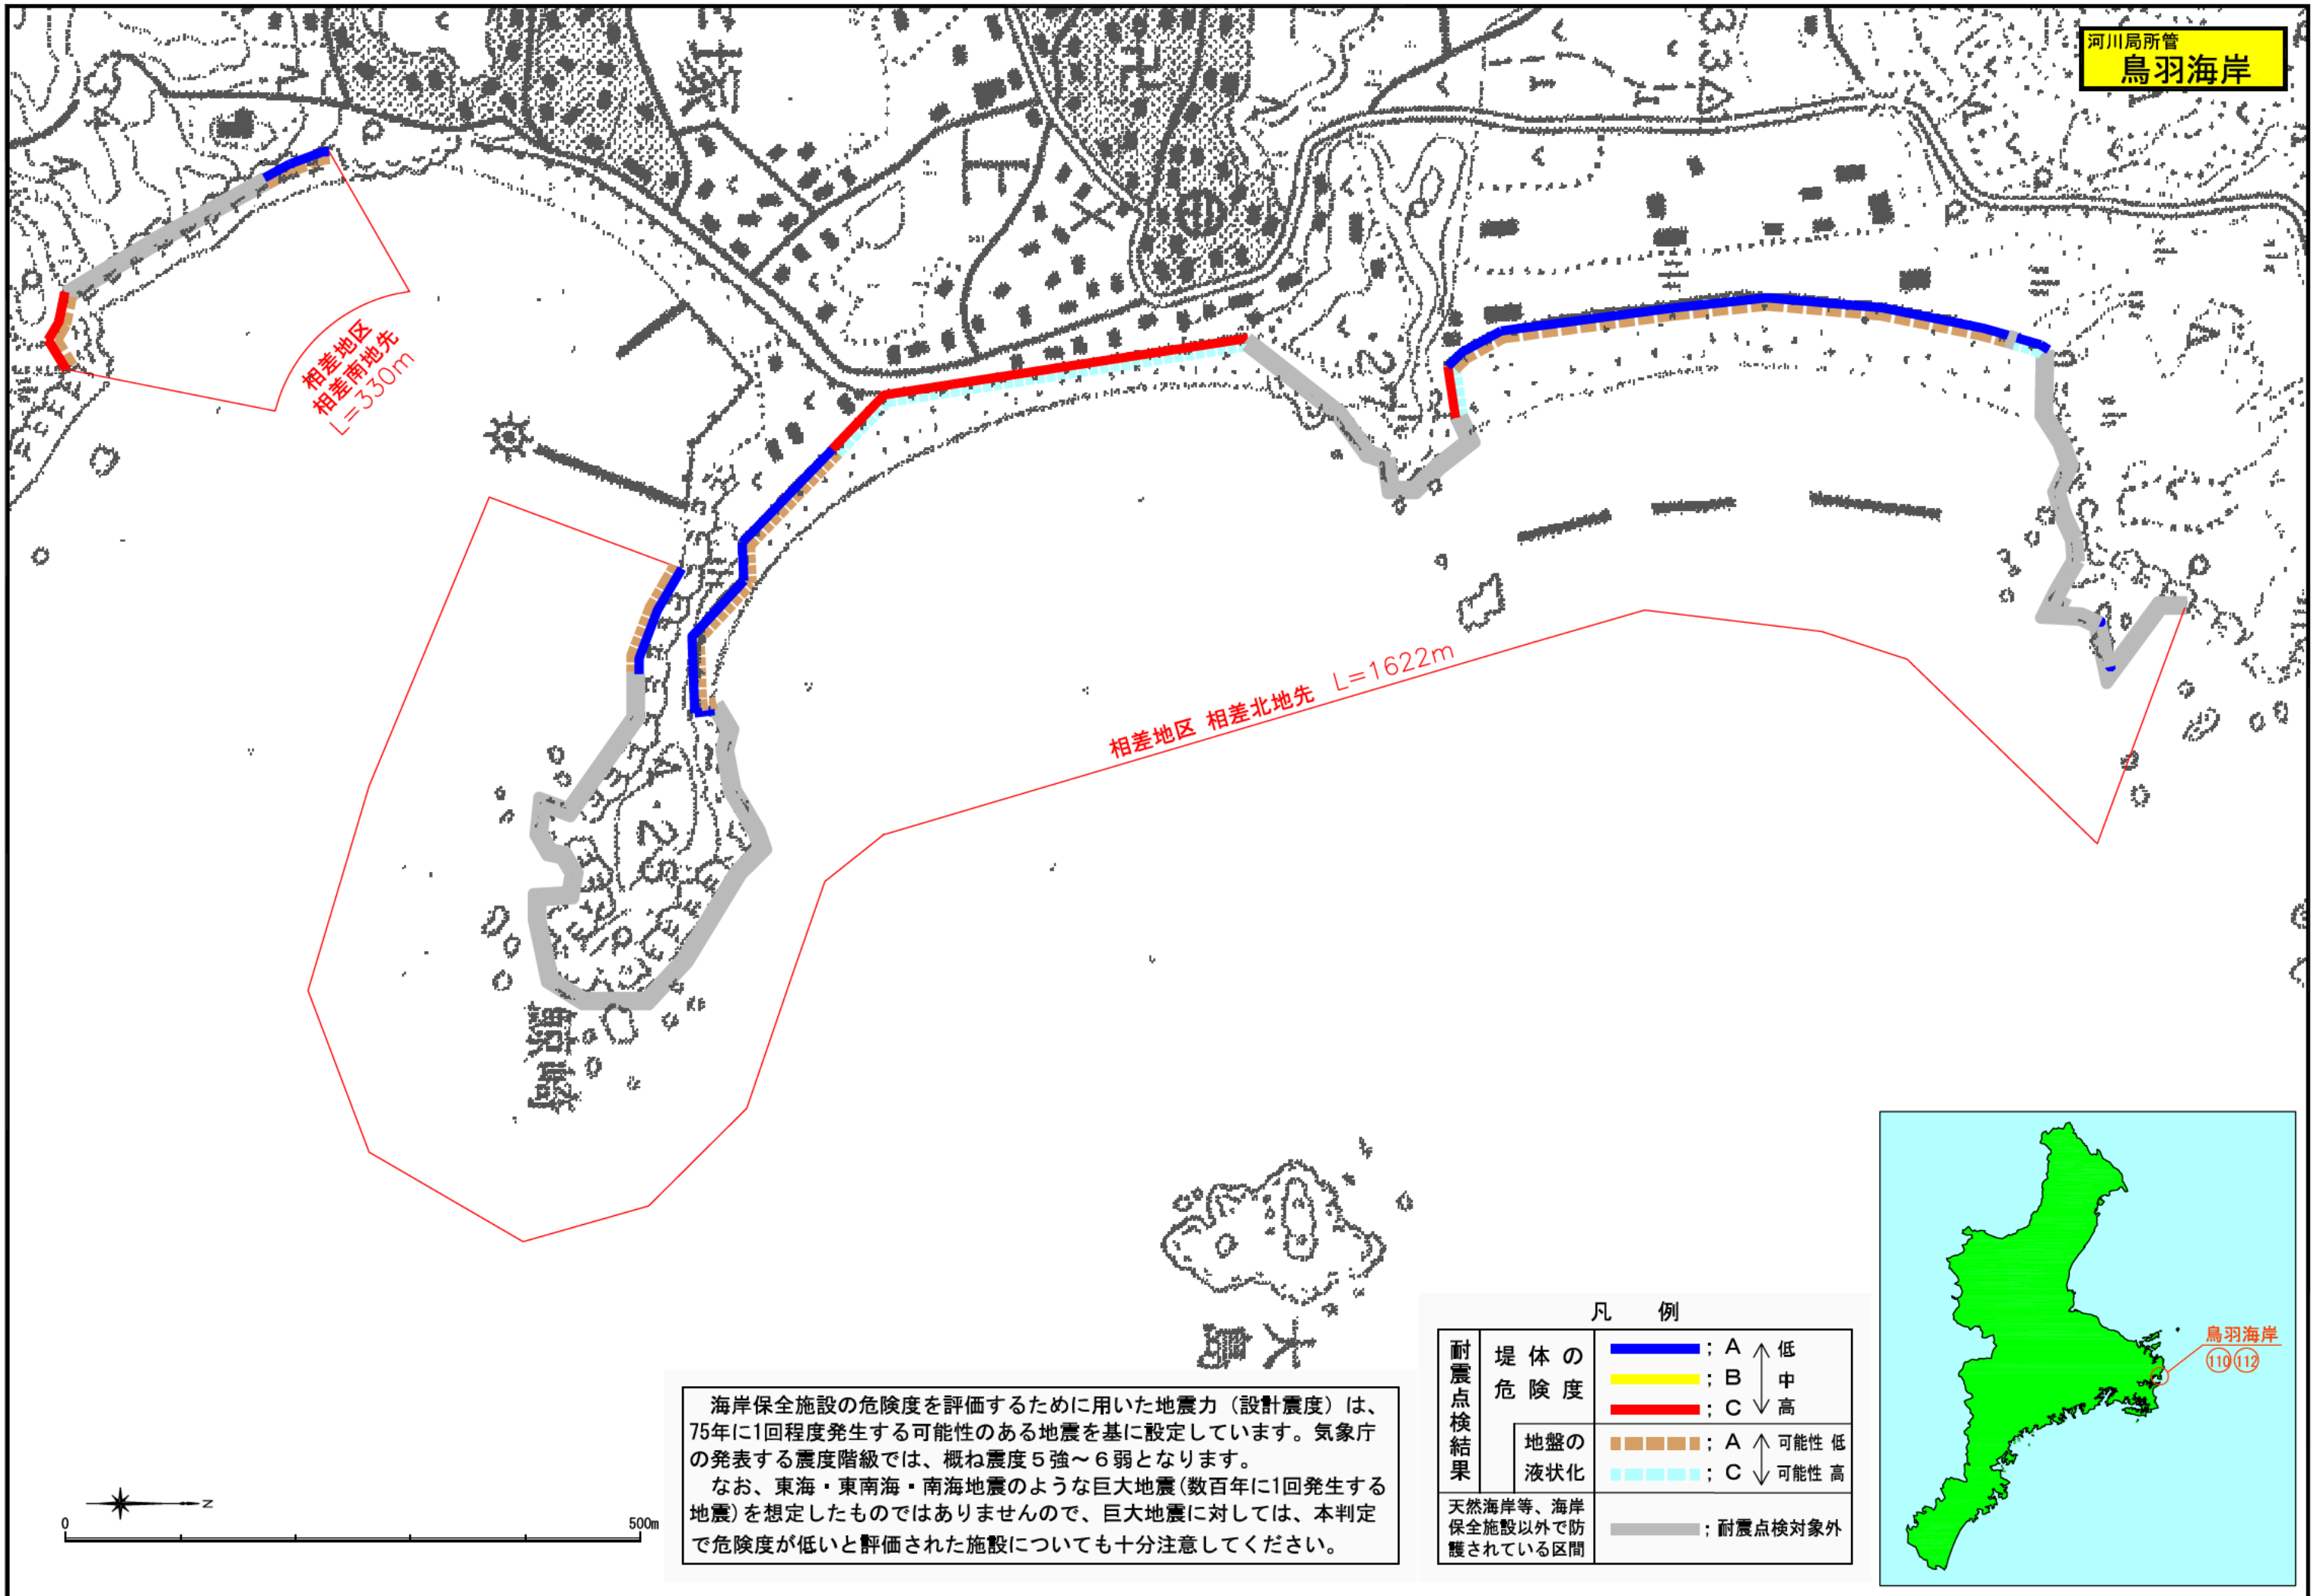 河川局所管
鳥羽海岸
相差地区
相差南地先
L=330m
相差地区 相差北地先 L=1622m
鯨崎
大島
海岸保全施設の危険度を評価するために用いた地震力（設計震度）は、
75年に1回程度発生する可能性のある地震を基に設定しています。気象庁
の発表する震度階級では、概ね震度５強～６弱となります。
なお、東海・東南海・南海地震のような巨大地震(数百年に1回発生する
地震)を想定したものではありませんので、巨大地震に対しては、本判定
で危険度が低いと評価された施設についても十分注意してください。
凡 例
耐震点検結果
堤体の
危険度
; A 低
; B 中
; C 高
地盤の
液状化
; A 可能性 低
; C 可能性 高
天然海岸等、海岸
保全施設以外で防
護されている区間
; 耐震点検対象外
鳥羽海岸
110 112
N
0 500m